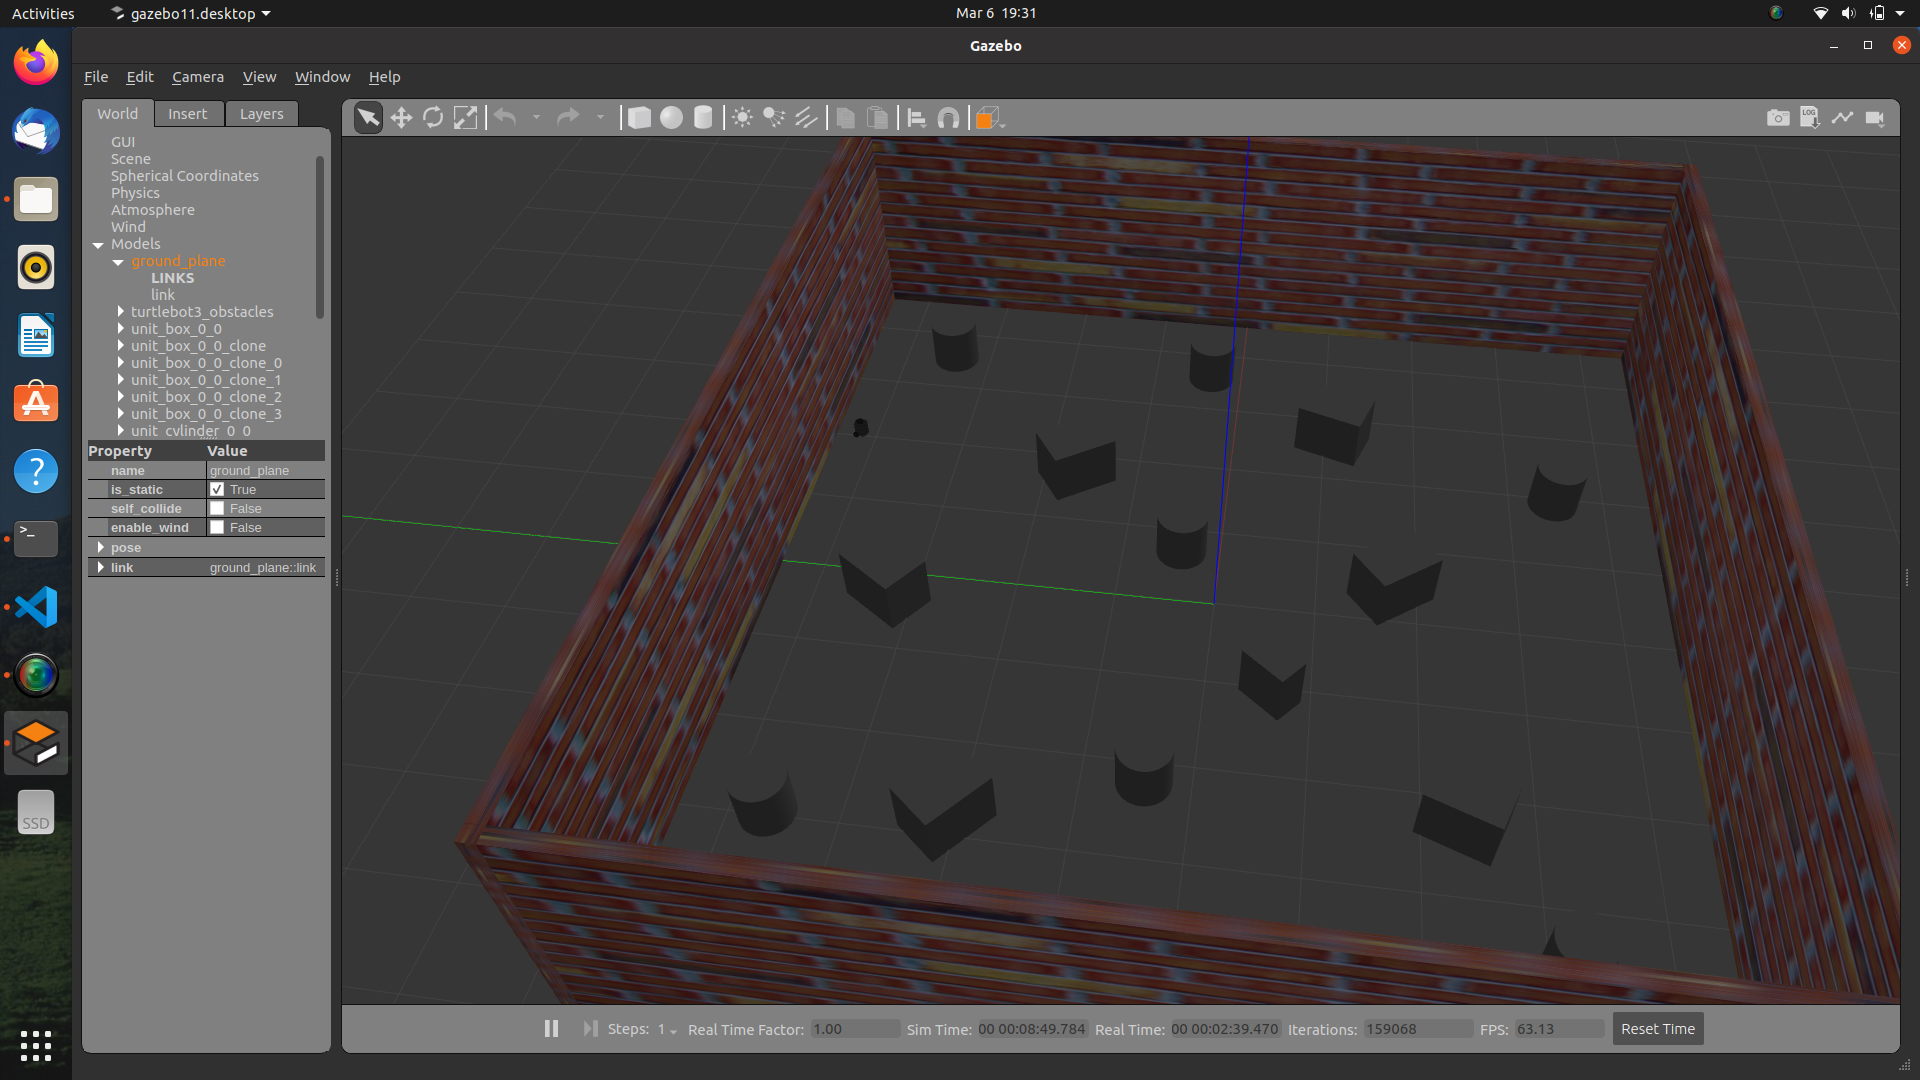 Activities
gazebo11.desktop
Mar 6 19:31
Gazebo
File Edit Camera View Window Help
World Insert Layers
LOG
GUI
Scene
Spherical Coordinates
Physics
Atmosphere
Wind
Models
ground_plane
LINKS
link
turtlebot3_obstacles
unit_box_0_0
unit_box_0_0_clone
unit_box_0_0_clone_0
unit_box_0_0_clone_1
unit_box_0_0_clone_2
unit_box_0_0_clone_3
unit_cylinder_0_0
Property Value
name ground_plane
is_static True
self_collide False
enable_wind False
pose
link ground_plane::link
SSD
Steps: 1 Real Time Factor: 1.00 Sim Time: 00 00:08:49.784 Real Time: 00 00:02:39.470 Iterations: 159068 FPS: 63.13 Reset Time